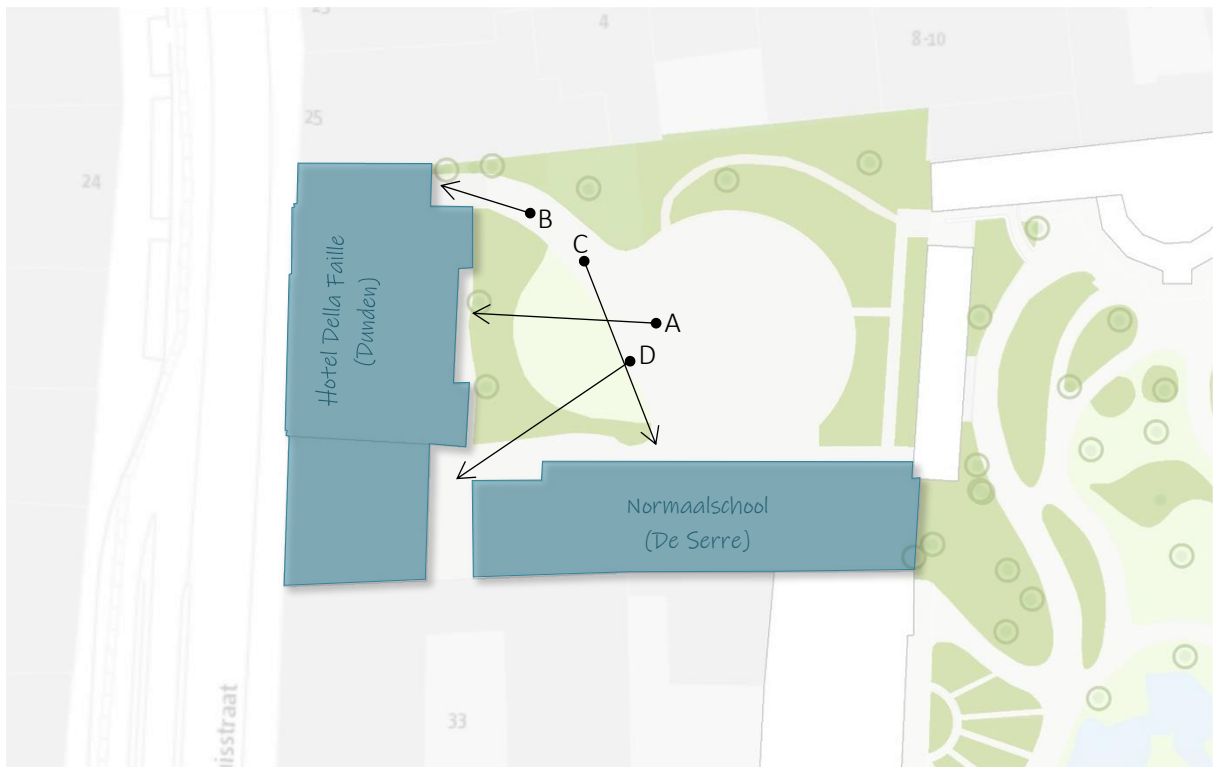 4
8-10
25
24
Hotel Della Faille
(Dunden)
B
C
A
D
Normaalschool
(De Serre)
33